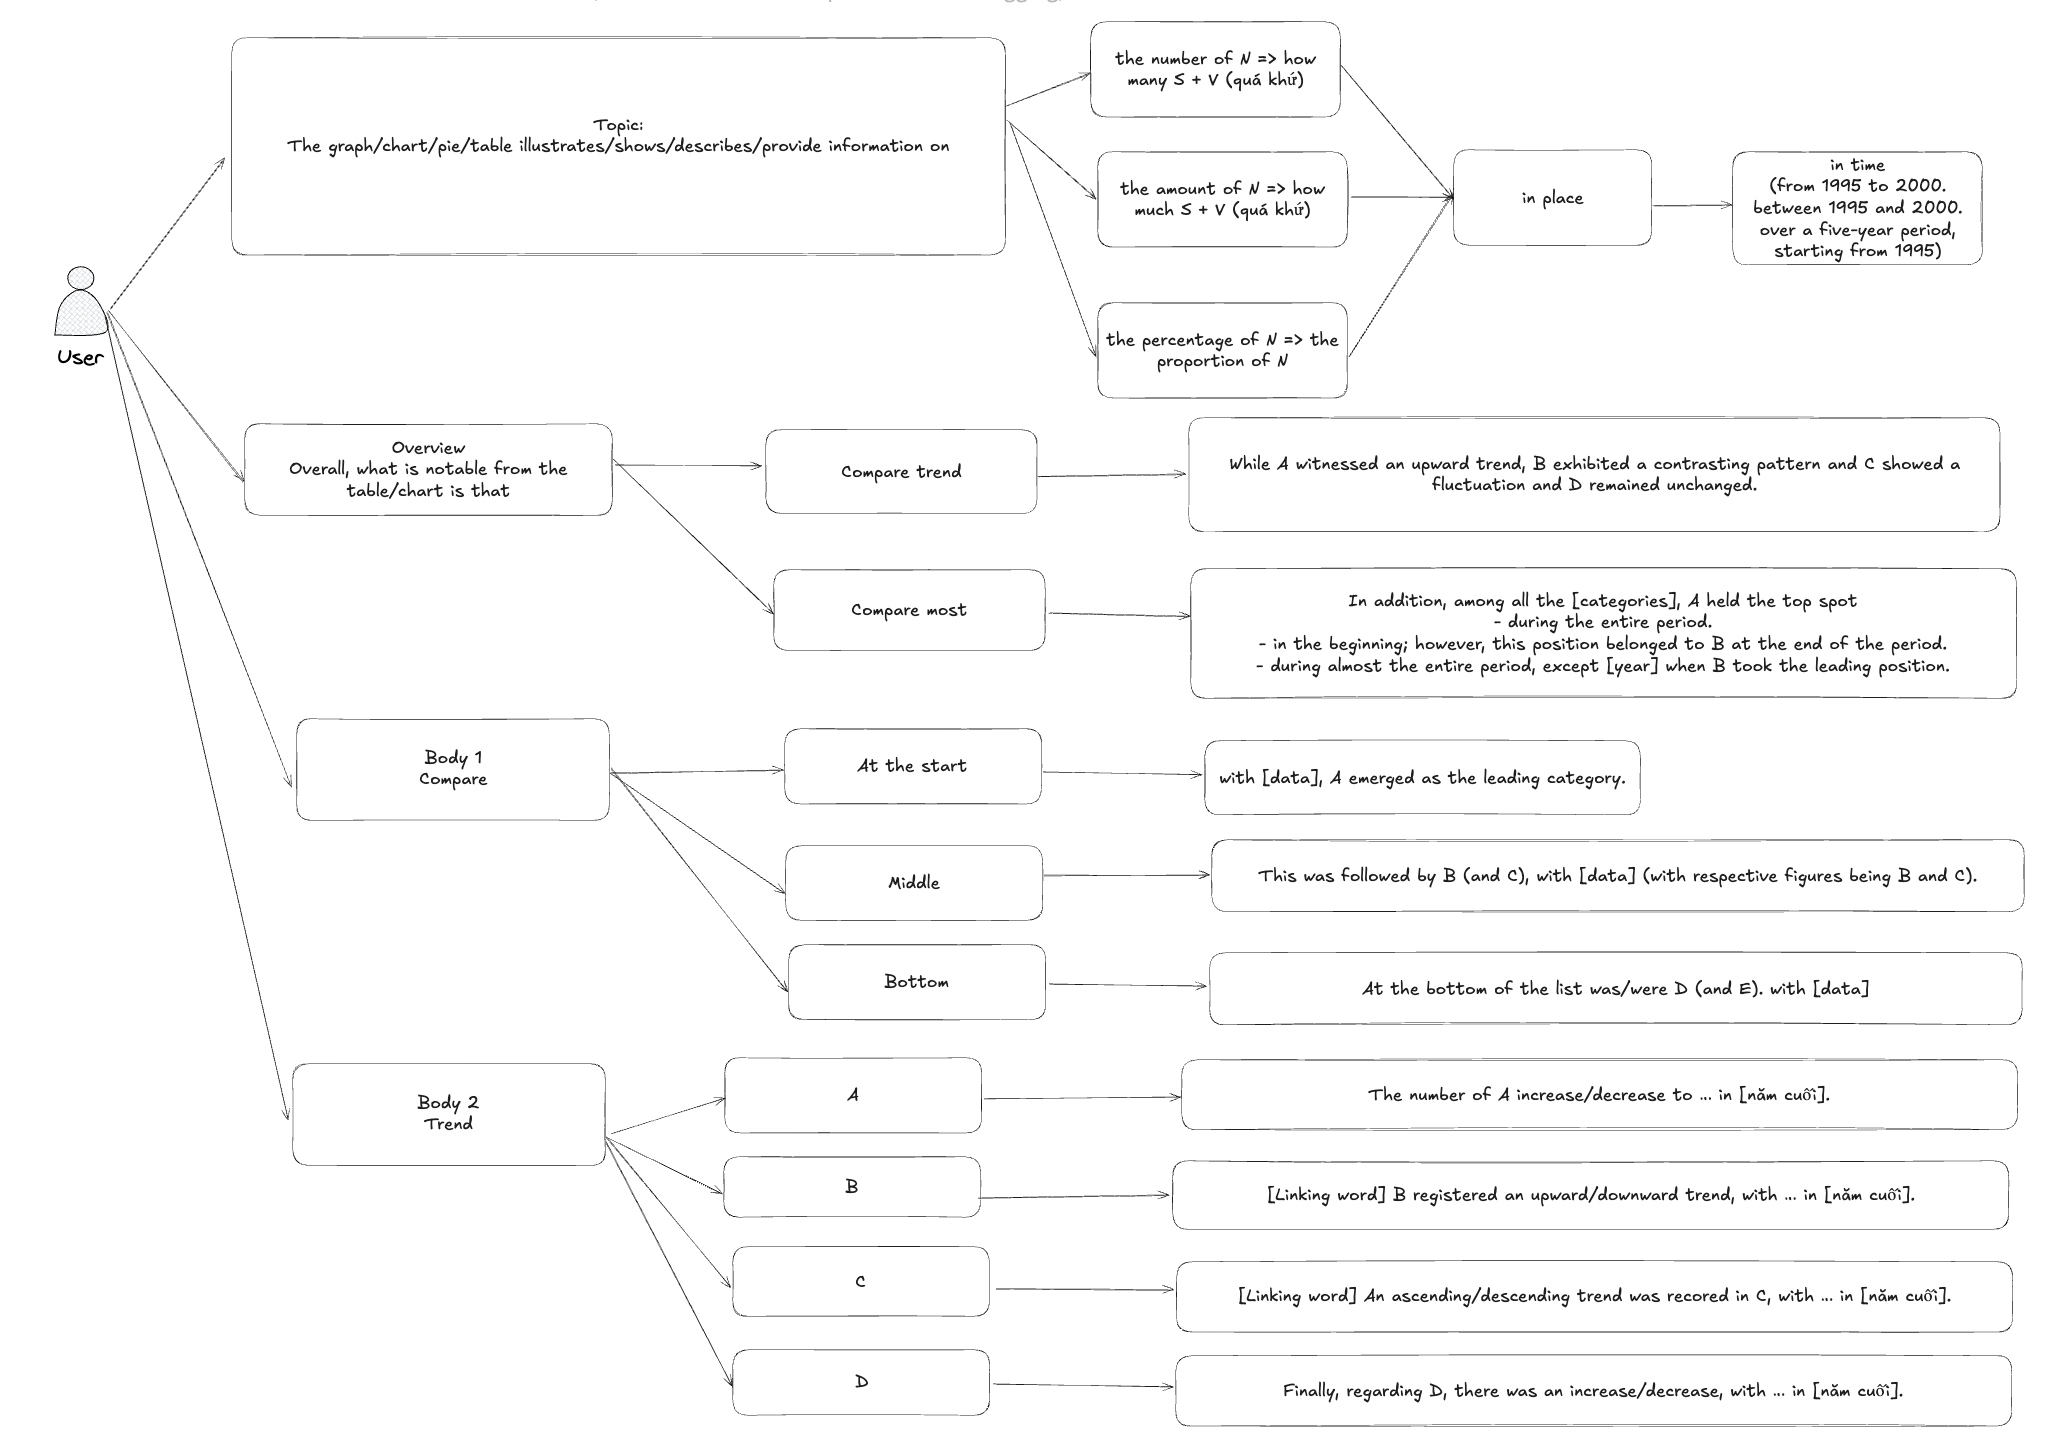 Topic:
The graph/chart/pie/table illustrates/shows/describes/provide information on
the number of N => how
many S + V (quá khứ)
the amount of N => how
much S + V (quá khứ)
the percentage of N => the
proportion of N
in place
in time
(from 1995 to 2000.
between 1995 and 2000.
over a five-year period,
starting from 1995)
User
Overview
Overall, what is notable from the
table/chart is that
Compare trend
While A witnessed an upward trend, B exhibited a contrasting pattern and C showed a
fluctuation and D remained unchanged.
Compare most
In addition, among all the [categories], A held the top spot
- during the entire period.
- in the beginning; however, this position belonged to B at the end of the period.
- during almost the entire period, except [year] when B took the leading position.
Body 1
Compare
At the start
with [data], A emerged as the leading category.
Middle
This was followed by B (and C), with [data] (with respective figures being B and C).
Bottom
At the bottom of the list was/were D (and E). with [data]
Body 2
Trend
A
The number of A increase/decrease to ... in [năm cuối].
B
[Linking word] B registered an upward/downward trend, with ... in [năm cuối].
C
[Linking word] An ascending/descending trend was recored in C, with ... in [năm cuối].
D
Finally, regarding D, there was an increase/decrease, with ... in [năm cuối].